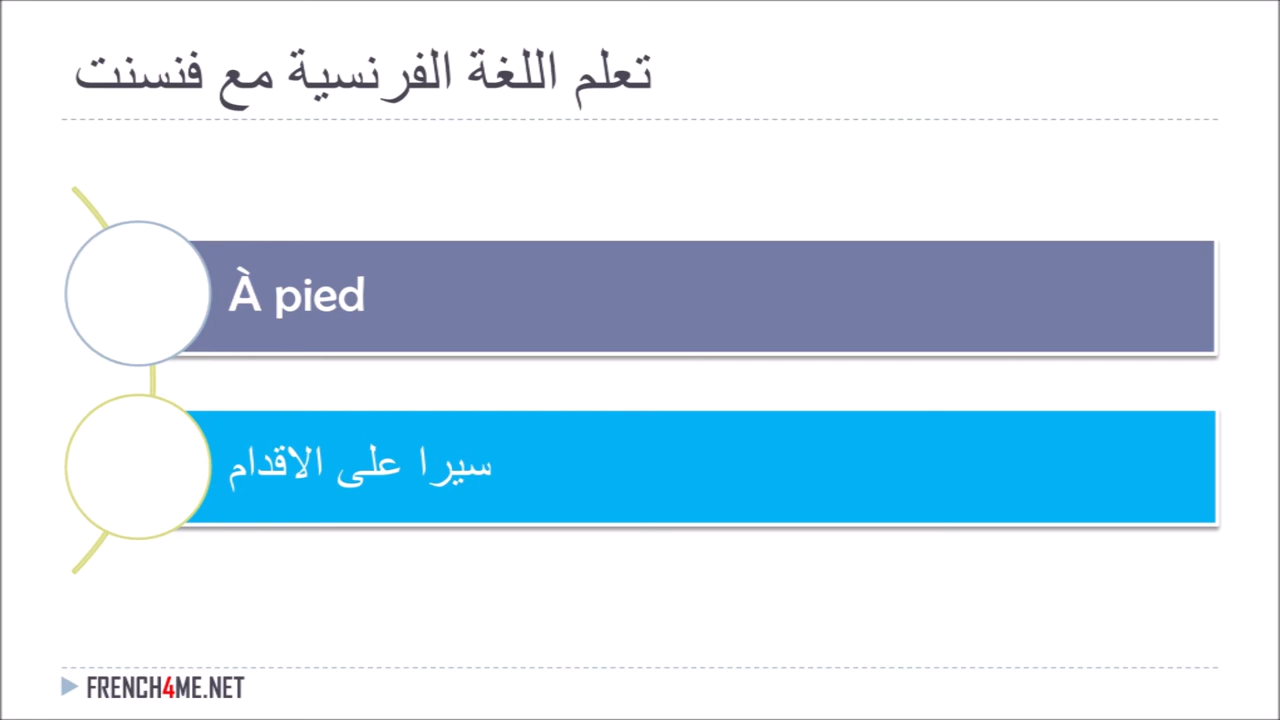 تعلم اللغة الفرنسية مع فنسنت
À pied
سيرا على الاقدام
FRENCH4ME.NET